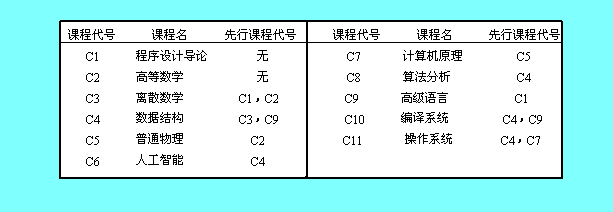 课程代号 课程名 先行课程代号 课程代号 课程名 先行课程代号
C1 程序设计导论 无 C7 计算机原理 C5
C2 高等数学 无 C8 算法分析 C4
C3 离散数学 C1，C2 C9 高级语言 C1
C4 数据结构 C3，C9 C10 编译系统 C4，C9
C5 普通物理 C2 C11 操作系统 C4，C7
C6 人工智能 C4